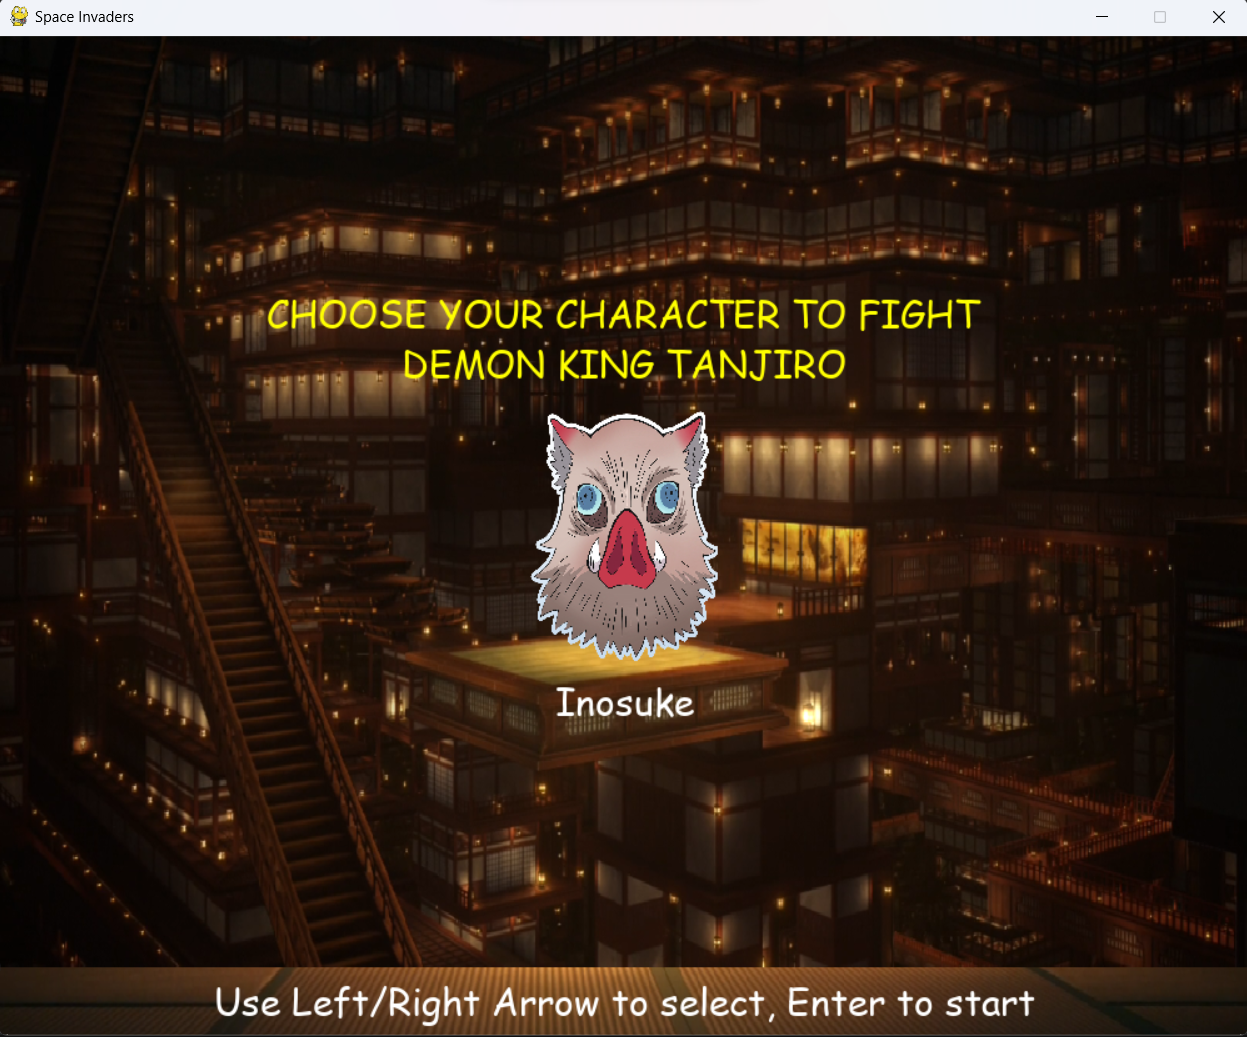 Space Invaders
CHOOSE YOUR CHARACTER TO FIGHT
DEMON KING TANJIRO
Inosuke
Use Left/Right Arrow to select, Enter to start